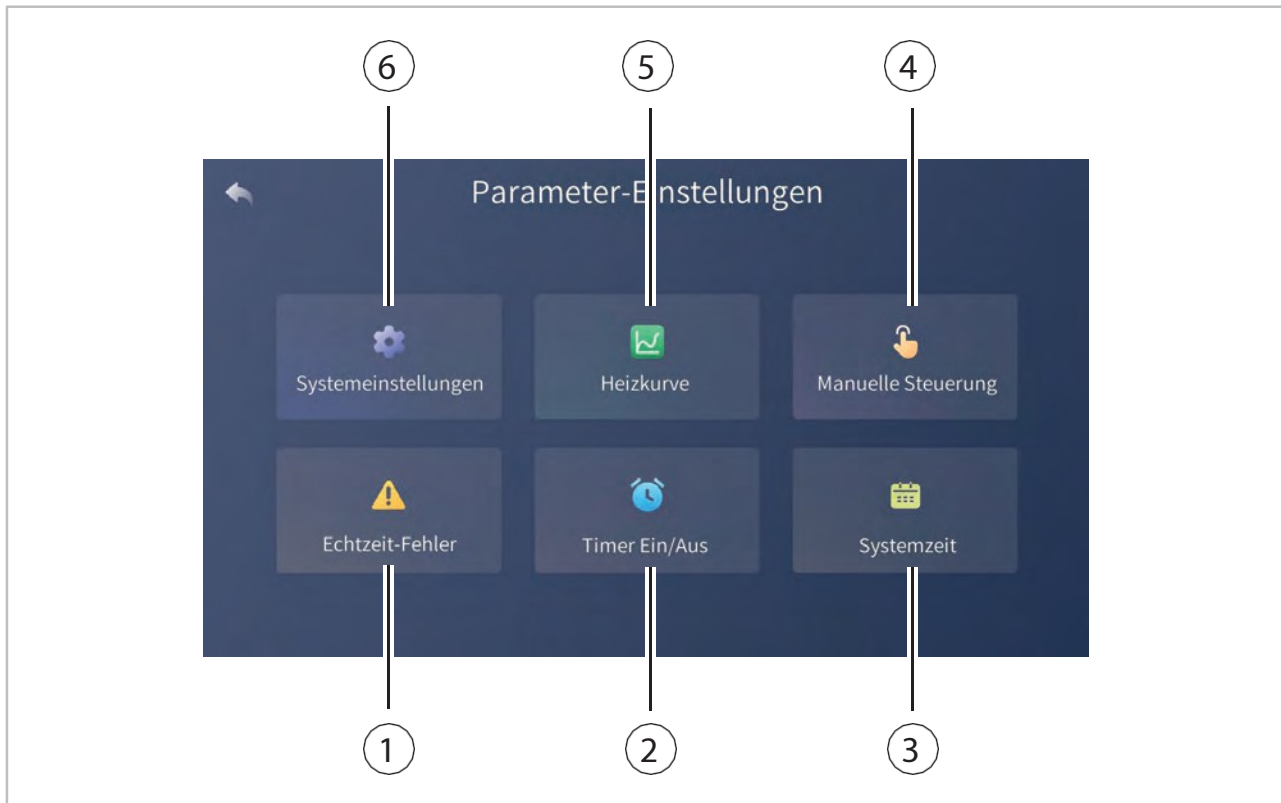 6 5 4
Parameter-Einstellungen
Systemeinstellungen Heizkurve Manuelle Steuerung
Echtzeit-Fehler Timer Ein/Aus Systemzeit
1 2 3